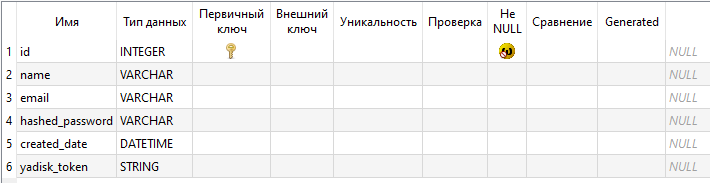 Имя Тип данных Первичный ключ Внешний ключ Уникальность Проверка Не NULL Сравнение Generated
1 id INTEGER NULL
2 name VARCHAR NULL
3 email VARCHAR NULL
4 hashed_password VARCHAR NULL
5 created_date DATETIME NULL
6 yadisk_token STRING NULL